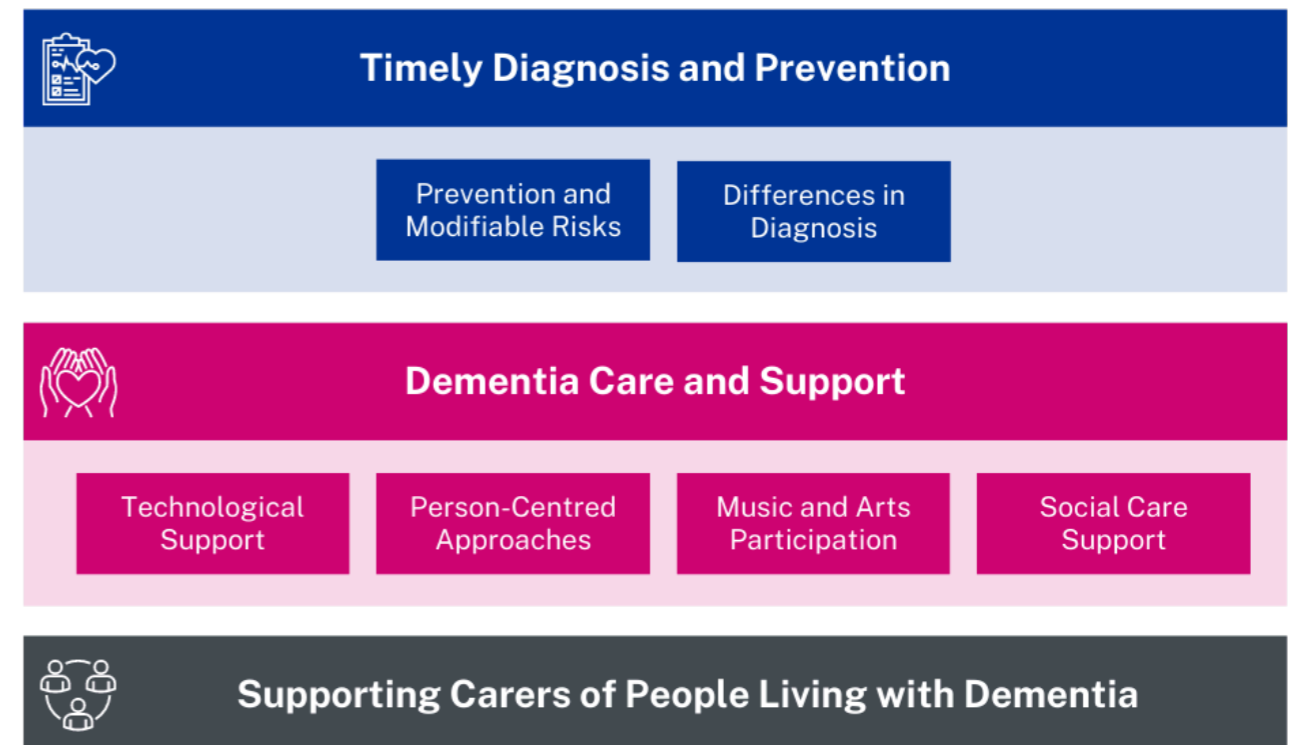 Timely Diagnosis and Prevention
Prevention and
Modifiable Risks
Differences in
Diagnosis
Dementia Care and Support
Technological
Support
Person-Centred
Approaches
Music and Arts
Participation
Social Care
Support
Supporting Carers of People Living with Dementia